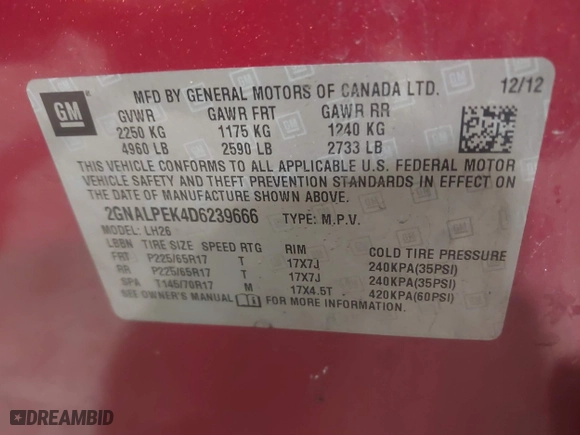 MFD BY GENERAL MOTORS OF CANADA LTD. 12/12
GM
GVWR GAWR FRT GAWR RR
2250 KG 1175 KG 1240 KG
4960 LB 2590 LB 2733 LB
THIS VEHICLE CONFORMS TO ALL APPLICABLE U.S. FEDERAL MOTOR
VEHICLE SAFETY AND THEFT PREVENTION STANDARDS IN EFFECT ON
THE DATE OF MANUFACTURE SHOWN ABOVE.
2GNALPEK4D6239666 TYPE: M.P.V.
MODEL: LH26
LBBN TIRE SIZE SPEED RTG RIM COLD TIRE PRESSURE
FRT P225/65R17 T 17X7J 240KPA(35PSI)
RR P225/65R17 T 17X7J 240KPA(35PSI)
SPA T145/70R17 M 17X4.5T 420KPA(60PSI)
SEE OWNER'S MANUAL FOR MORE INFORMATION.
DREAMBID